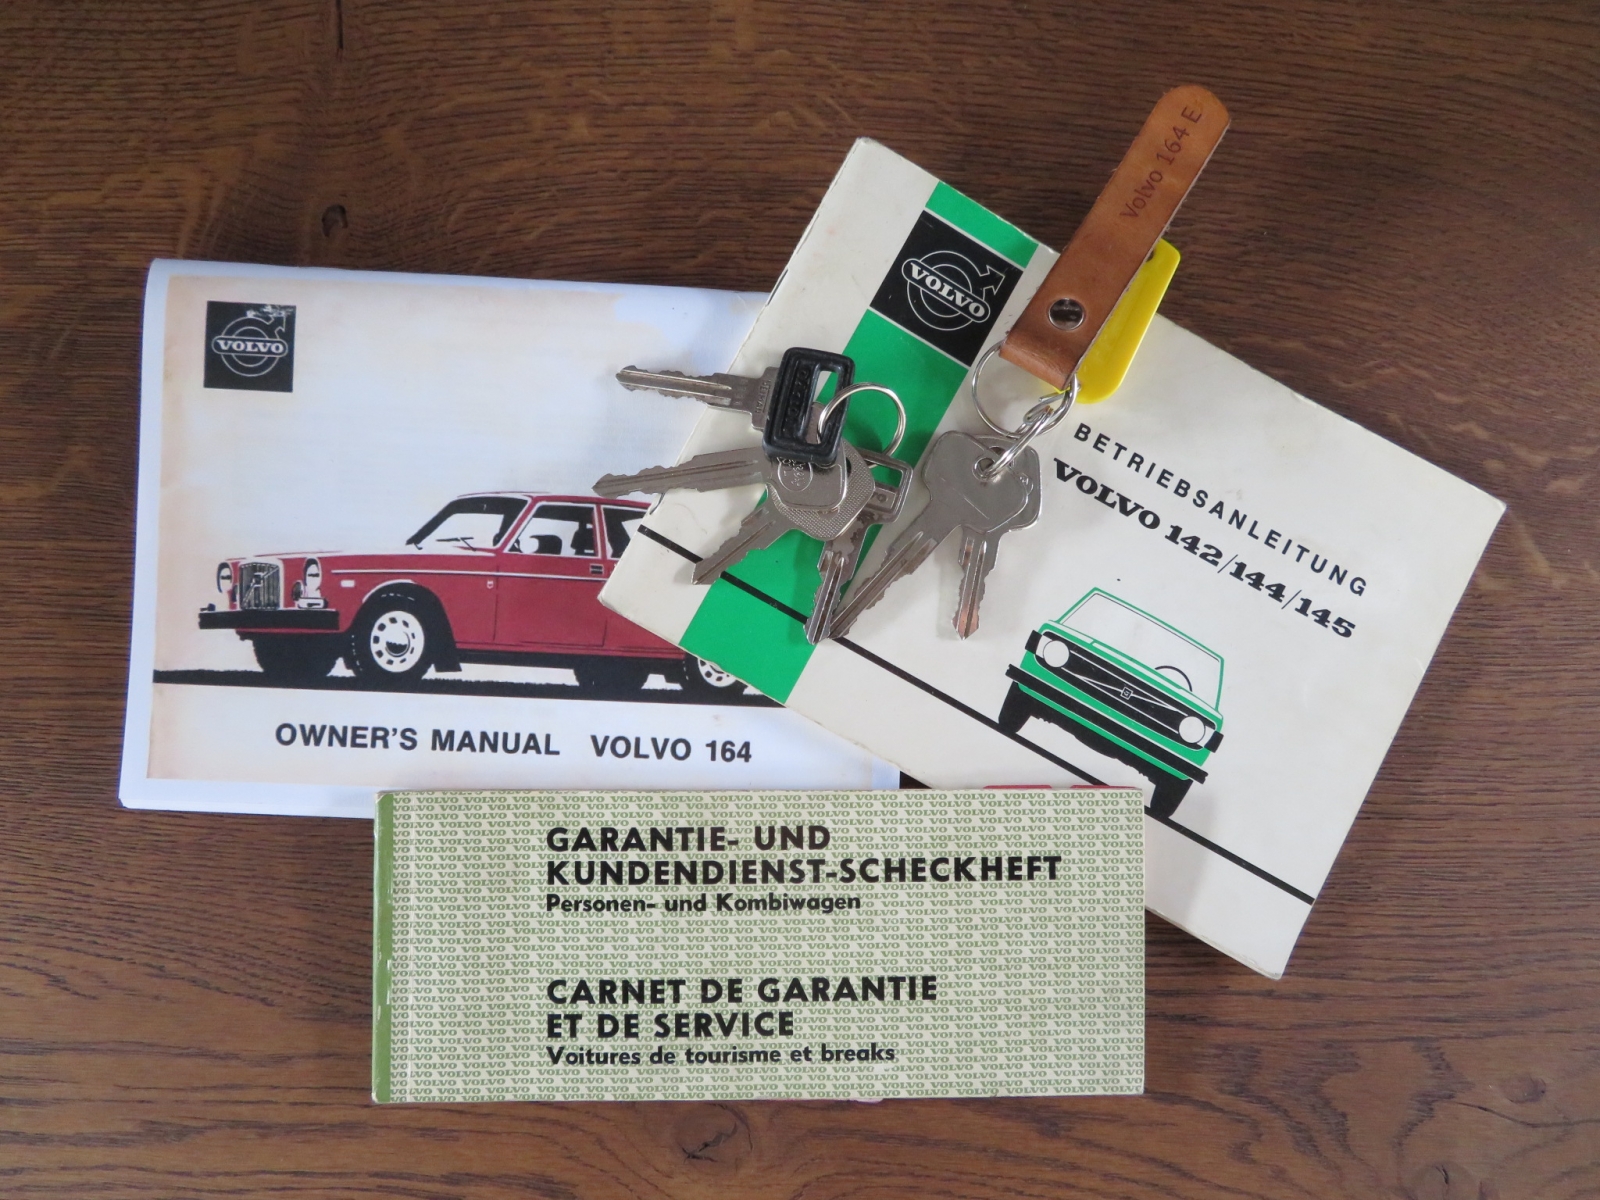 VOLVO
OWNER'S MANUAL VOLVO 164
VOLVO
Volvo 164 E
BETRIEBSANLEITUNG
VOLVO 142/144/145
GARANTIE- UND
KUNDENDIENST-SCHECKHEFT
Personen- und Kombiwagen
CARNET DE GARANTIE
ET DE SERVICE
Voitures de tourisme et breaks